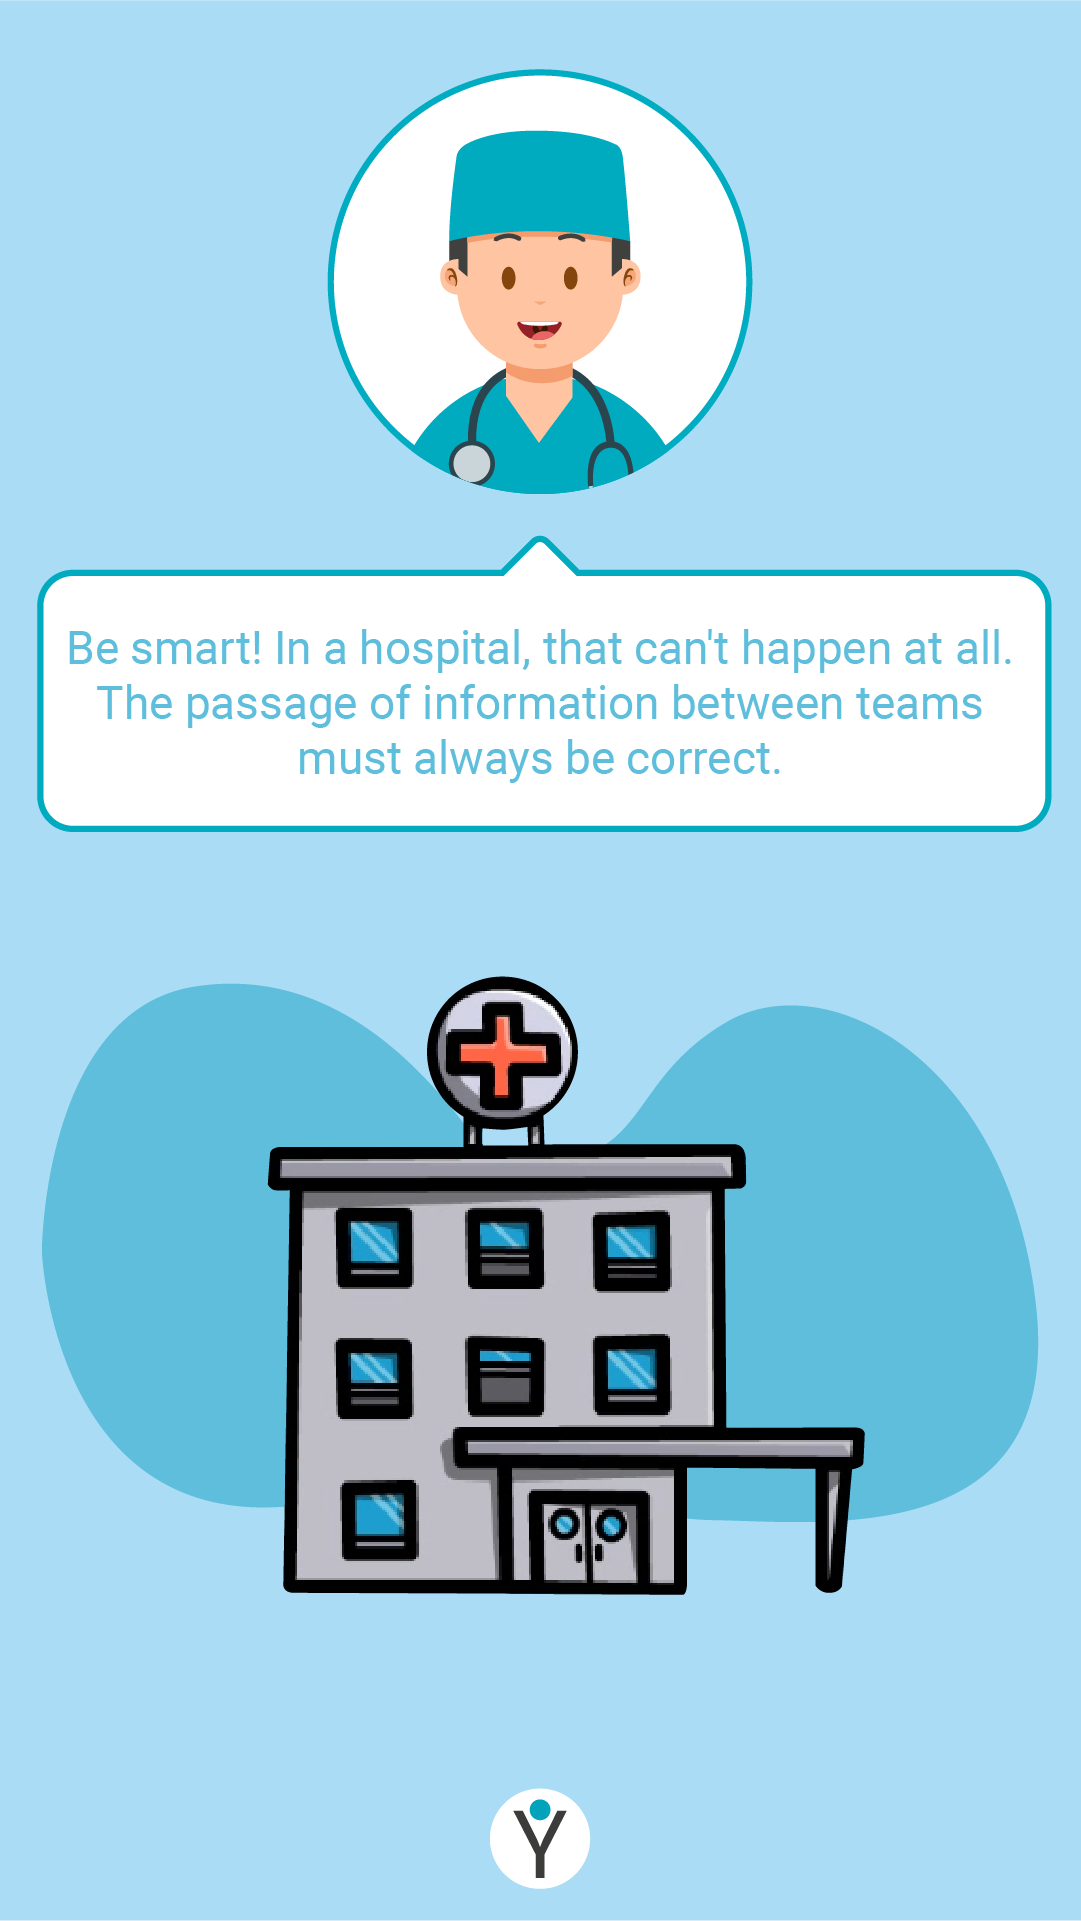 Be smart! In a hospital, that can't happen at all.
The passage of information between teams
must always be correct.
Y